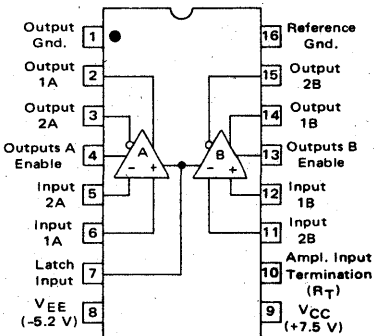 Output
Gnd.
1
Output
1A
2
Output
2A
3
Outputs A
Enable
4
Input
2A
5
Input
1A
6
Latch
Input
7
VEE
(-5.2 V)
8
A
- +
B
- +
16
Reference
Gnd.
15
Output
2B
14
Output
1B
13
Outputs B
Enable
12
Input
1B
11
Input
2B
10
Ampl. Input
Termination
(RT)
9
VCC
(+7.5 V)